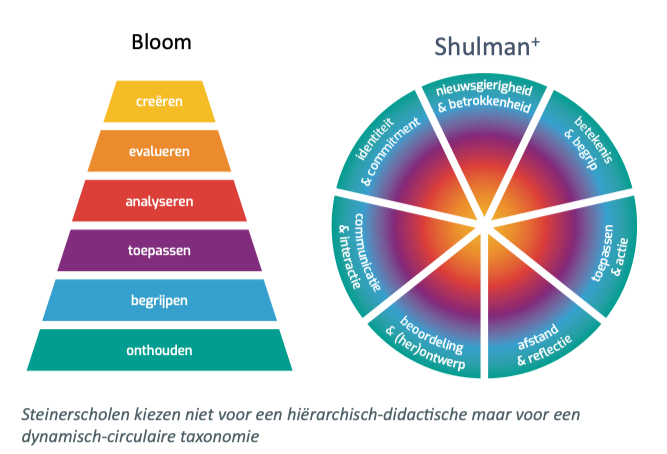 Bloom
creëren
evalueren
analyseren
toepassen
begrijpen
onthouden
Shulman⁺
nieuwsgierigheid
& betrokkenheid
betekenis
& begrip
toepassen
& actie
afstand
& reflectie
beoordeling
& (her)ontwerp
communicatie
& interactie
identiteit
& commitment
Steinerscholen kiezen niet voor een hiërarchisch-didactische maar voor een
dynamisch-circulaire taxonomie